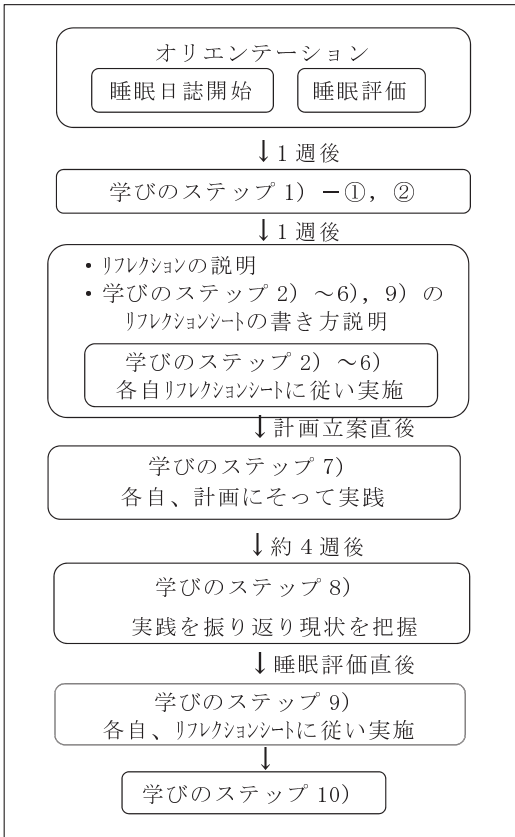 オリエンテーション
睡眠日誌開始 睡眠評価
↓1週後
学びのステップ 1) －①, ②
↓1週後
・ﾘﾌﾚｸｼｮﾝの説明
・学びのステップ 2) ～6), 9) の
ﾘﾌﾚｸｼｮﾝｼｰﾄの書き方説明
学びのステップ 2) ～6)
各自ﾘﾌﾚｸｼｮﾝｼｰﾄに従い実施
↓計画立案直後
学びのステップ 7)
各自、計画にそって実践
↓約4週後
学びのステップ 8)
実践を振り返り現状を把握
↓睡眠評価直後
学びのステップ 9)
各自、ﾘﾌﾚｸｼｮﾝｼｰﾄに従い実施
↓
学びのステップ 10)